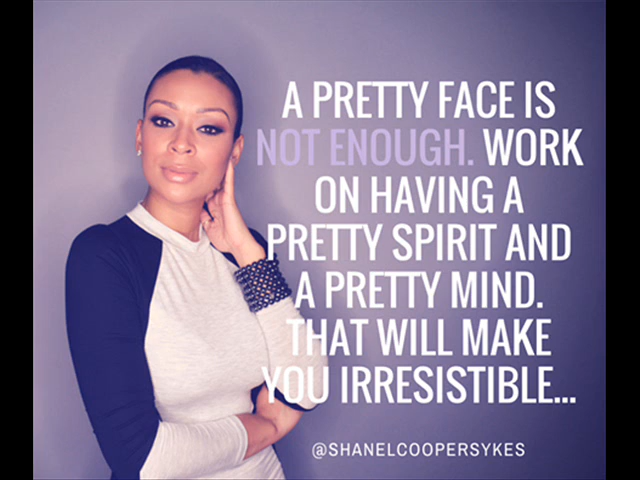 A PRETTY FACE IS
NOT ENOUGH. WORK
ON HAVING A
PRETTY SPIRIT AND
A PRETTY MIND.
THAT WILL MAKE
YOU IRRESISTIBLE...
@SHANELCOOPERSYKES